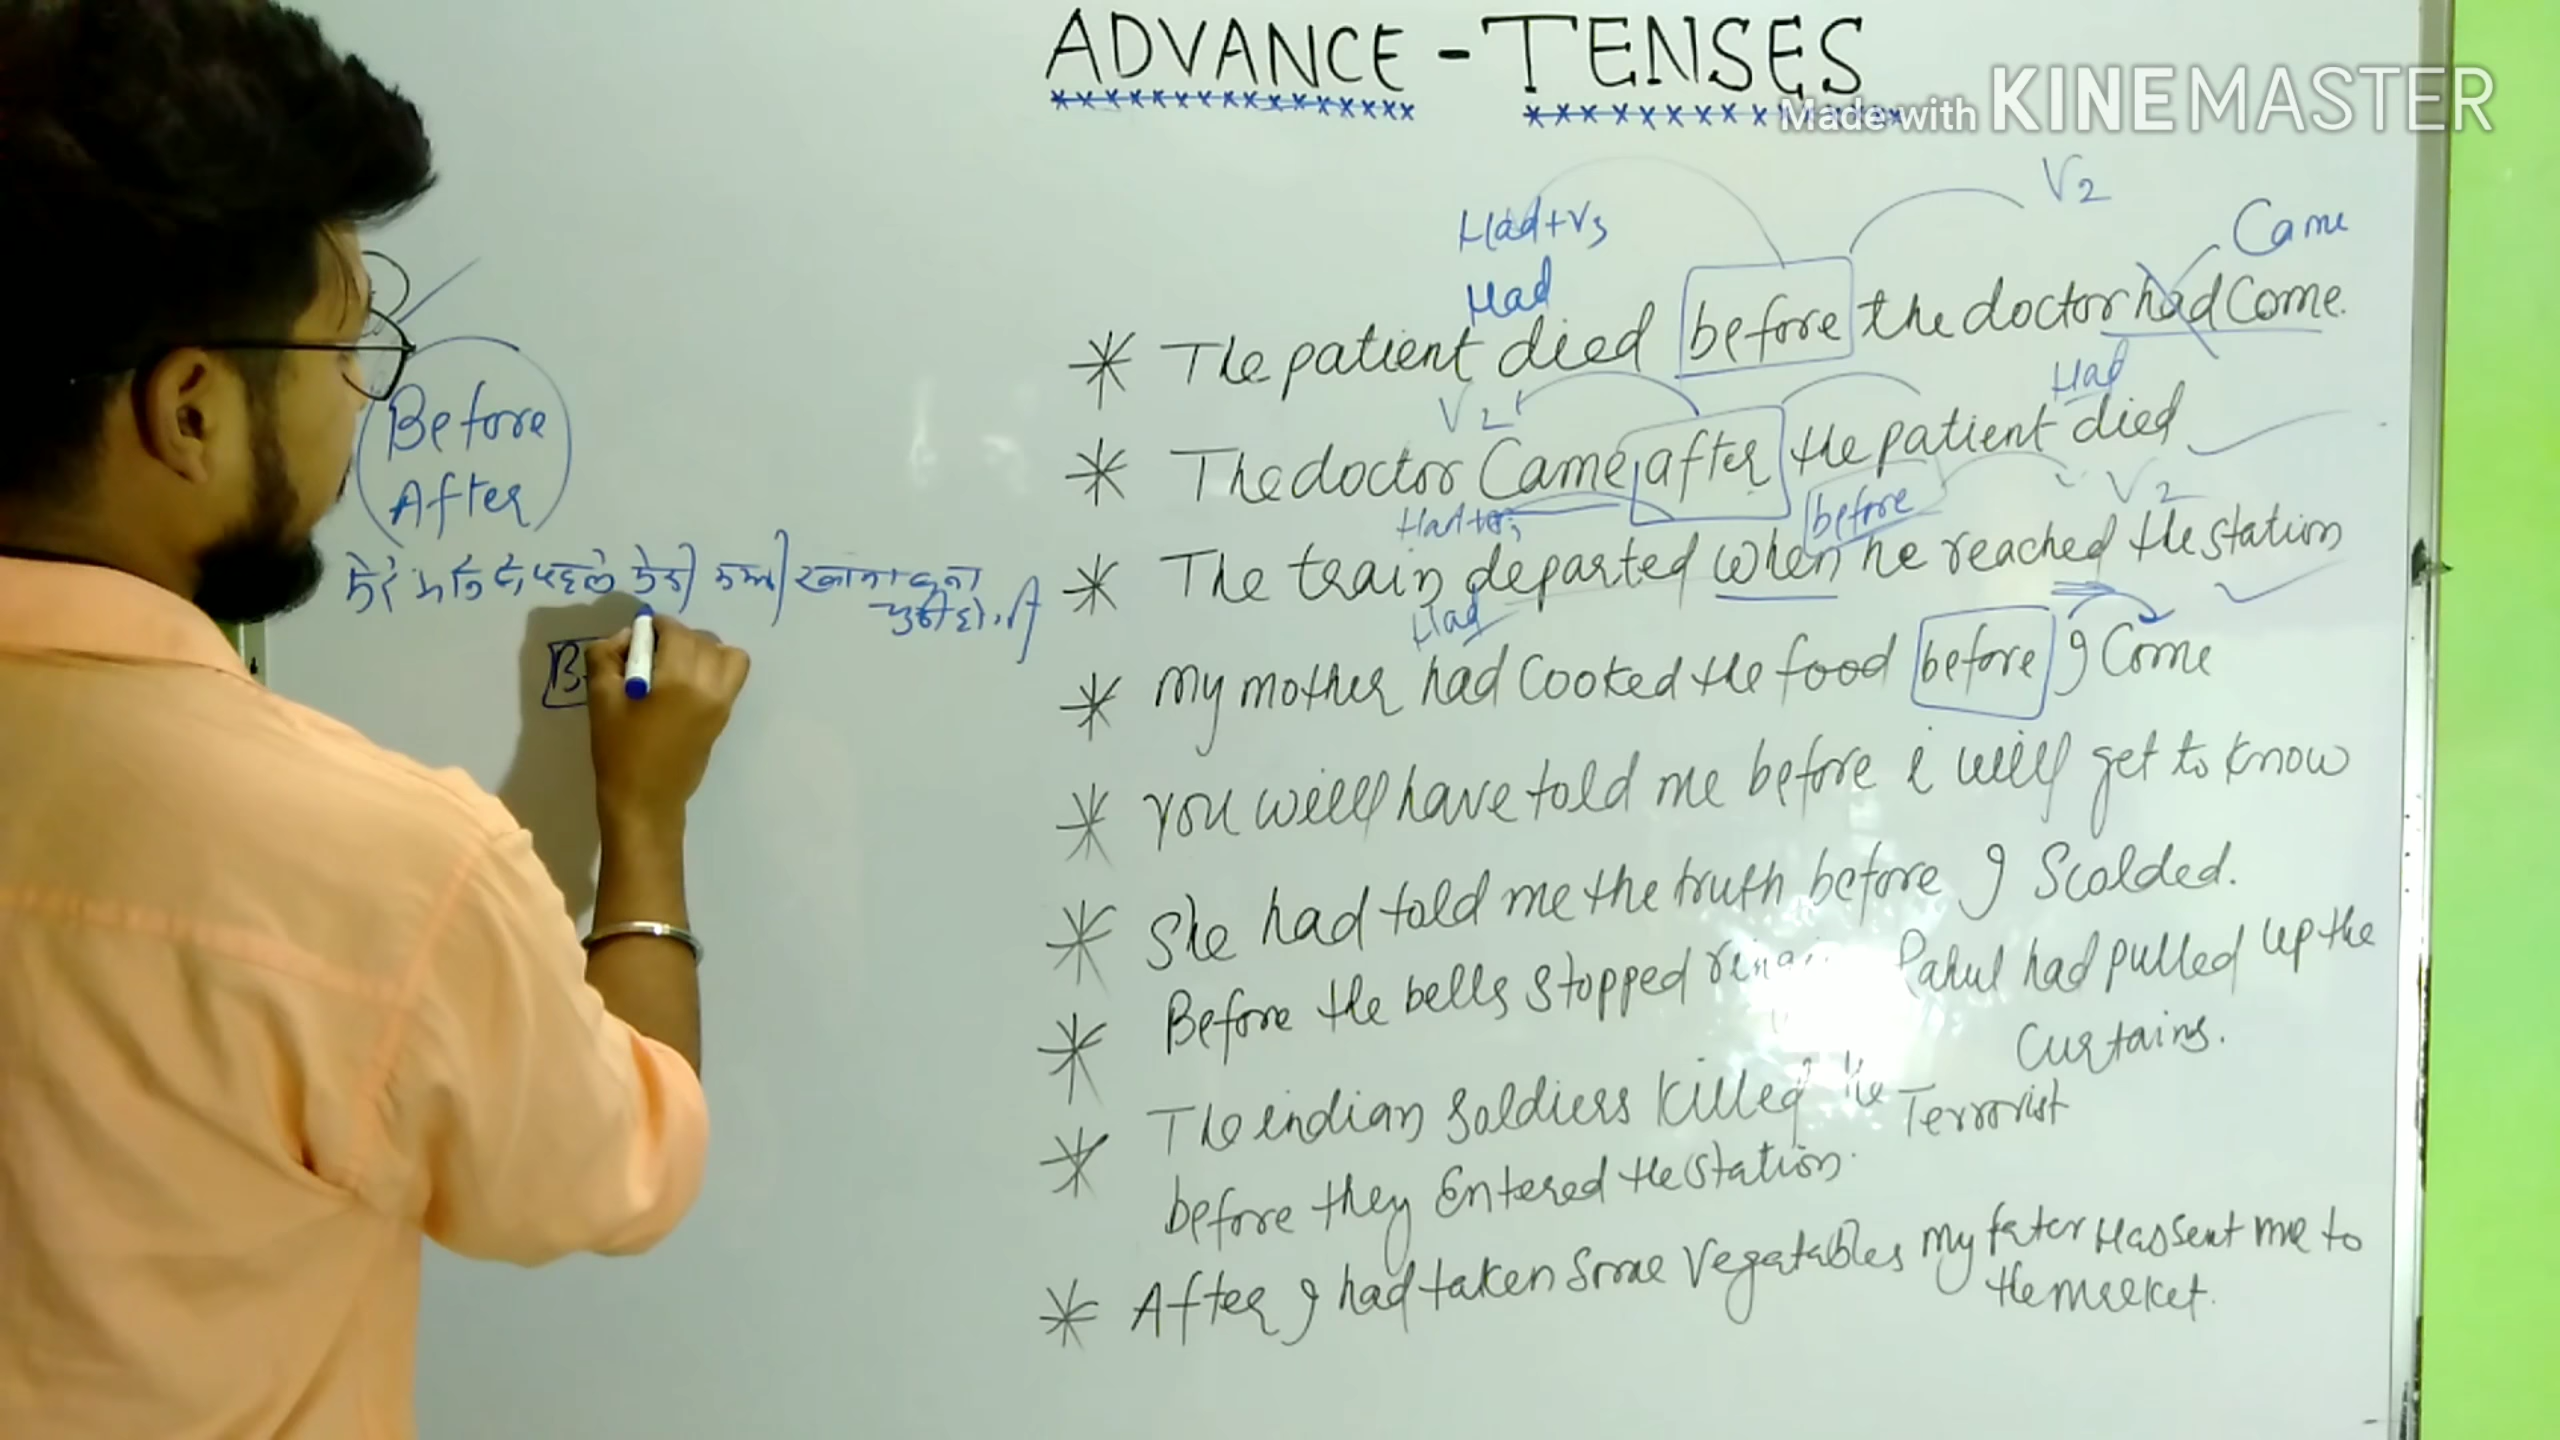 ADVANCE - TENSES
Made with KINEMASTER
V2
Had+V3
Came
Had
* The patient died before the doctor had Come.
Had
V2
* The doctor Came after the patient died
before
V2
* The train departed when he reached the station
Had
* My mother had Cooked the food before I Come
* You will have told me before i will get to know
* She had told me the truth before I Scolded.
* Before the bells stopped Rahul had pulled up the
Curtains.
* The indian Soldiers killed the Terrorist
before they Entered the Station.
* After I had taken Some Vegatables My fater Has Sent me to
the
Before
After
मेरे से पहले मेरी खाना